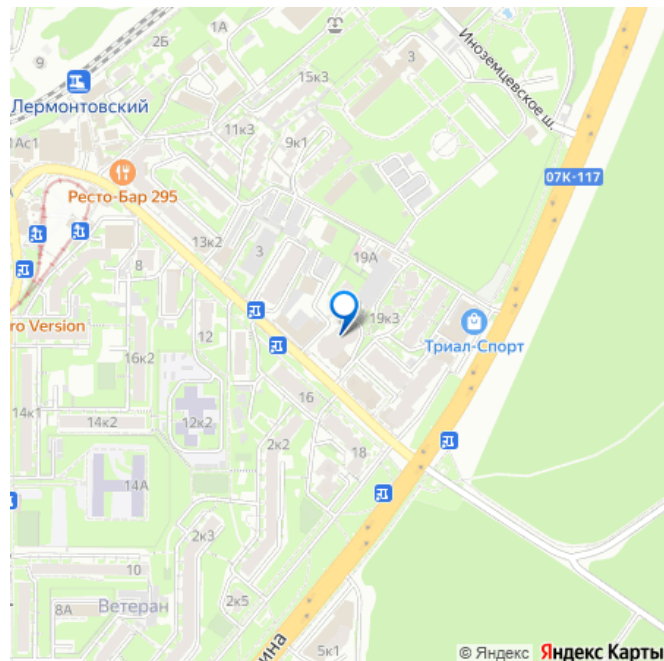 1А
2Б
Иноземцевское ш.
9
3
Лермонтовский
15к3
11к3
9к1
1Ас1
07К-117
Ресто-Бар 295
13к2
3
19А
8
ro Version
12
19к3
Триал-Спорт
16к2
16
14к1
14к2
12к2
2к2
18
14А
2к3
10
Ветеран
8А
2к5
ина
5к1
© Яндекс Яндекс Карты